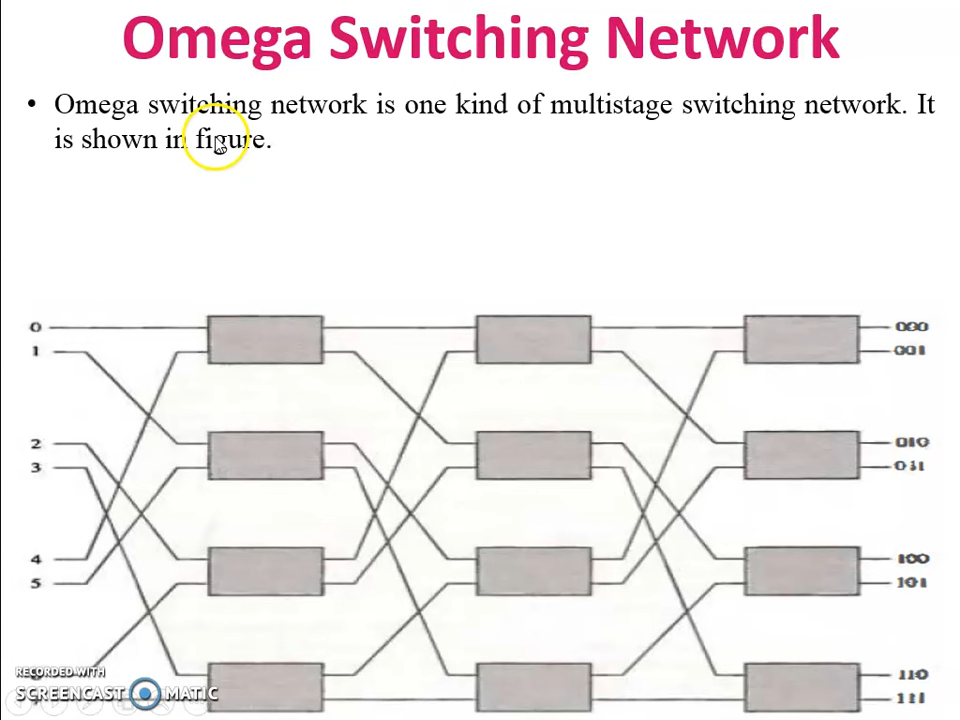 Omega Switching Network
• Omega switching network is one kind of multistage switching network. It
is shown in figure.
0 000
1 001
2 010
3 011
4 100
5 101
110
111
RECORDED WITH
SCREENCAST MATIC